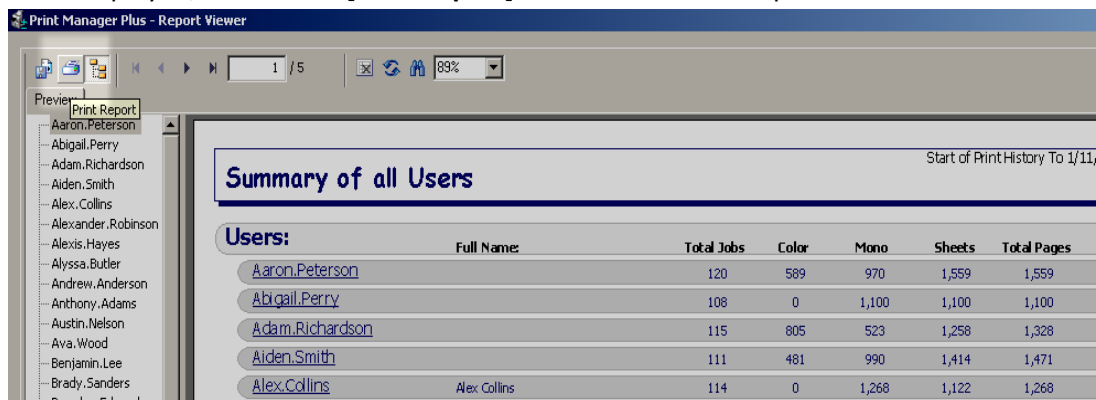 Print Manager Plus - Report Viewer
1 / 5 89%
Preview
Print Report
Aaron.Peterson
Abigail.Perry
Adam.Richardson
Aiden.Smith
Alex.Collins
Alexander.Robinson
Alexis.Hayes
Alyssa.Butler
Andrew.Anderson
Anthony.Adams
Austin.Nelson
Ava.Wood
Benjamin.Lee
Brady.Sanders
Start of Print History To 1/11/
Summary of all Users
Users: Full Name: Total Jobs Color Mono Sheets Total Pages
Aaron.Peterson 120 589 970 1,559 1,559
Abigail.Perry 108 0 1,100 1,100 1,100
Adam.Richardson 115 805 523 1,258 1,328
Aiden.Smith 111 481 990 1,414 1,471
Alex.Collins Alex Collins 114 0 1,268 1,122 1,268